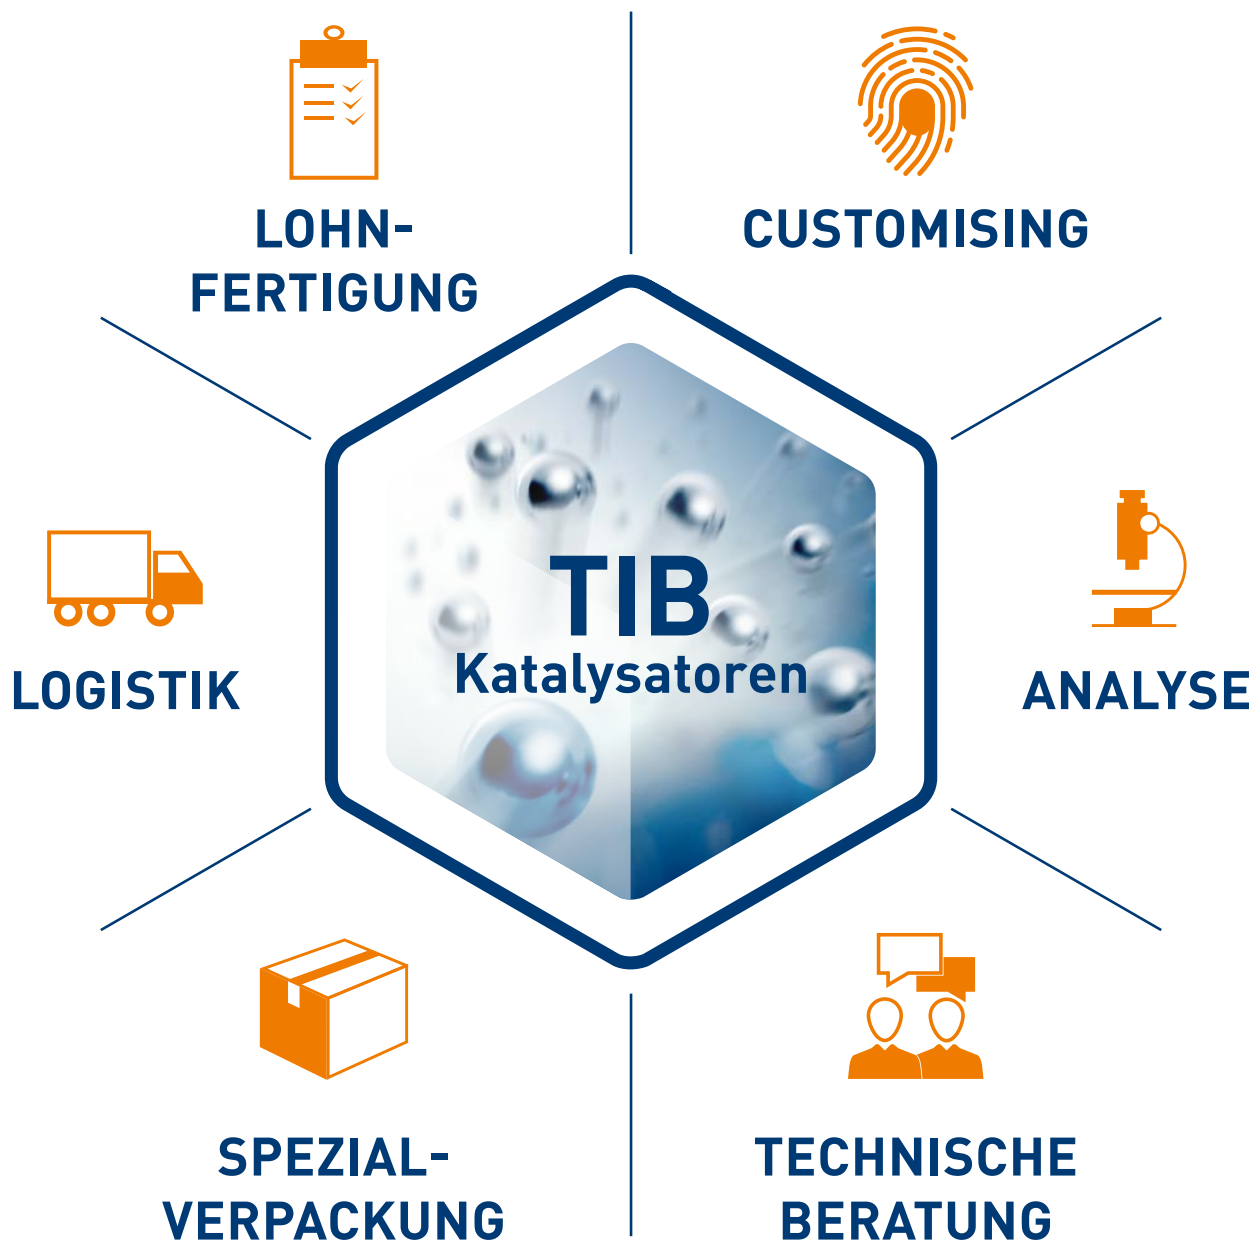 LOHN-
FERTIGUNG
CUSTOMISING
TIB
Katalysatoren
LOGISTIK
ANALYSE
SPEZIAL-
VERPACKUNG
TECHNISCHE
BERATUNG